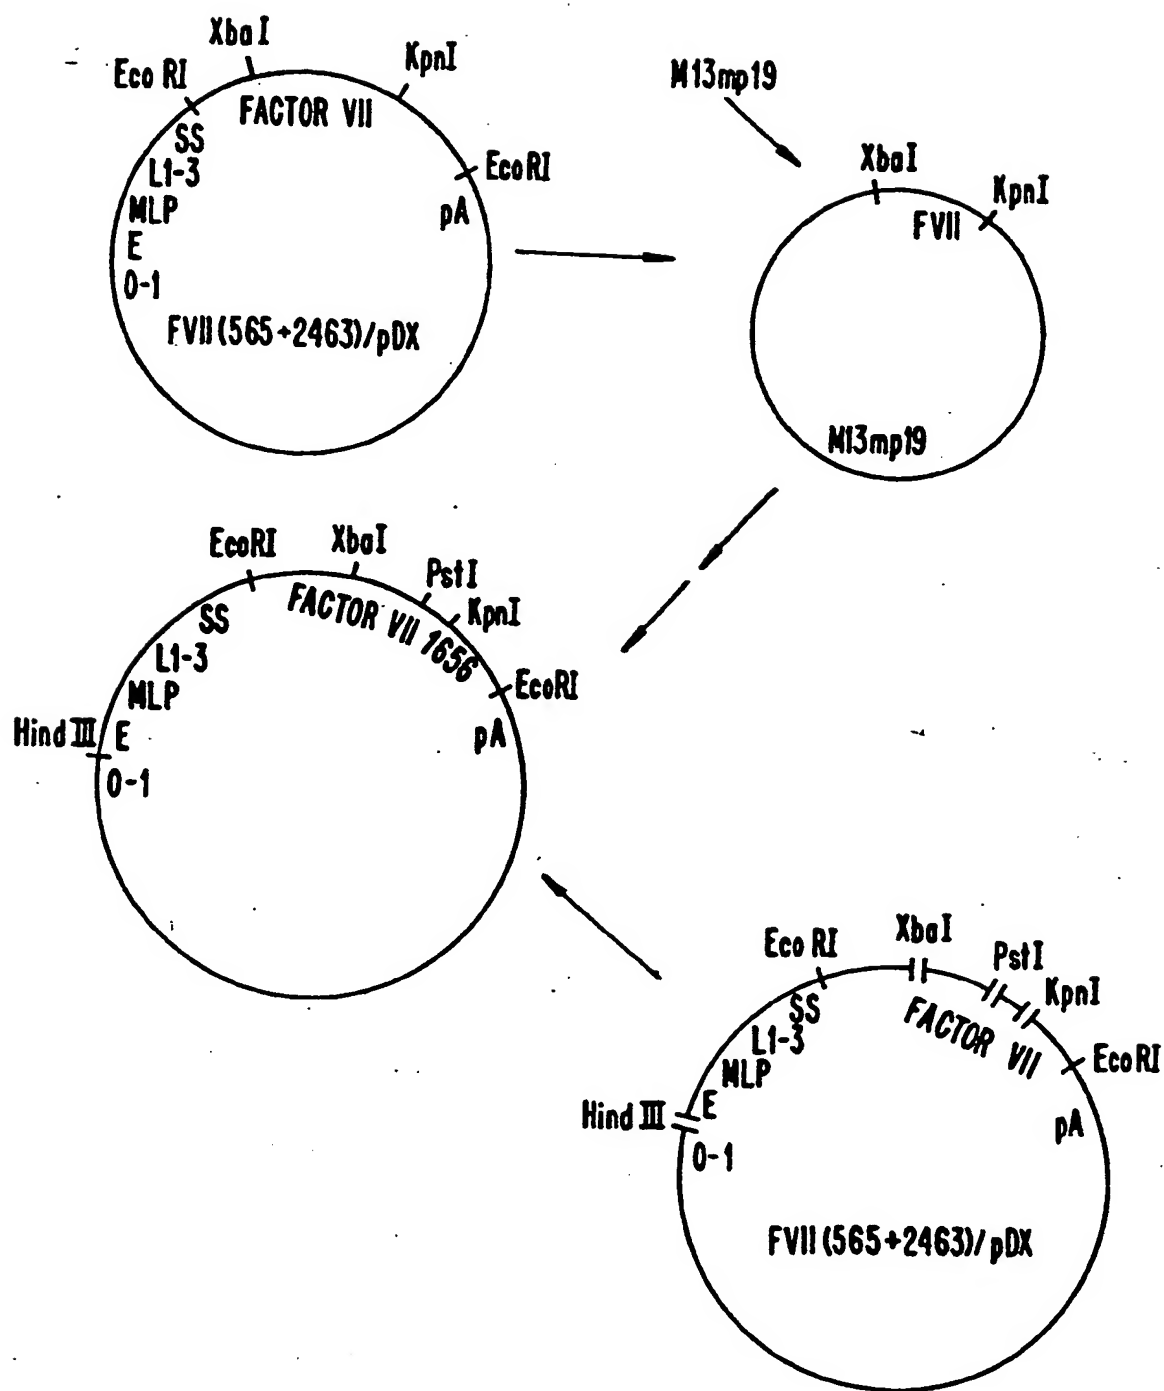 XbaI
KpnI
Eco RI
FACTOR VII
SS
L1-3
EcoRI
MLP
pA
E
0-1
FVII(565+2463)/pDX
M13mp19
XbaI
KpnI
FVII
M13mp19
EcoRI
XbaI
PstI
KpnI
SS
FACTOR VII 1656
L1-3
EcoRI
MLP
Hind III
E
pA
0-1
Eco RI
XbaI
PstI
KpnI
SS
FACTOR VII
L1-3
EcoRI
MLP
Hind III
E
pA
0-1
FVII(565+2463)/pDX